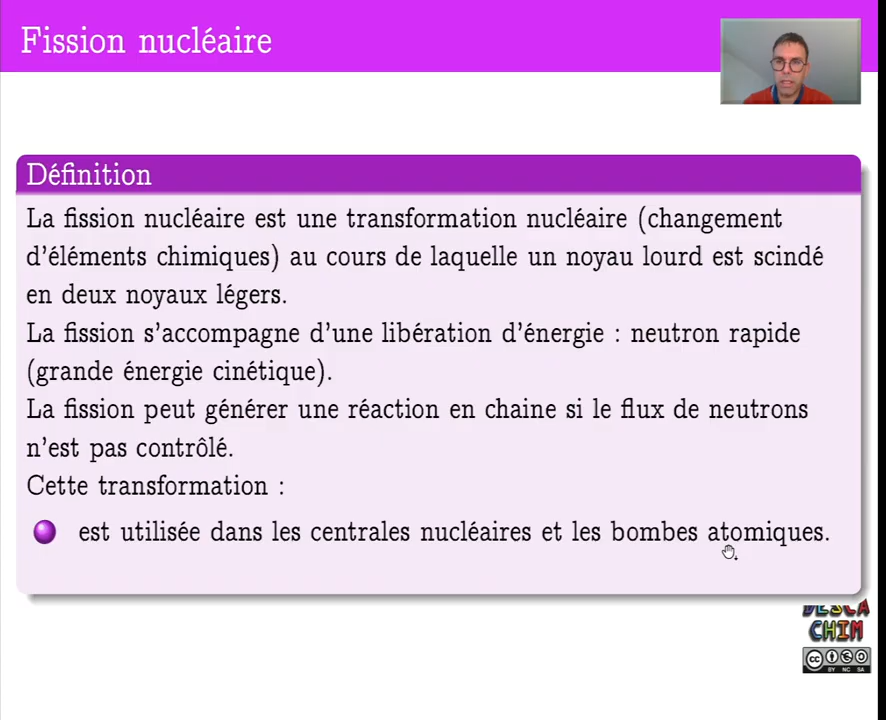 Fission nucléaire
Définition
La fission nucléaire est une transformation nucléaire (changement
d'éléments chimiques) au cours de laquelle un noyau lourd est scindé
en deux noyaux légers.
La fission s'accompagne d'une libération d'énergie : neutron rapide
(grande énergie cinétique).
La fission peut générer une réaction en chaine si le flux de neutrons
n'est pas contrôlé.
Cette transformation :
est utilisée dans les centrales nucléaires et les bombes atomiques.
DESCA
CHIM
cc
BY NC SA